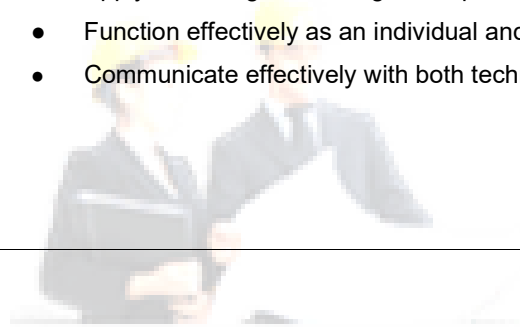 ● Function effectively as an individual and
● Communicate effectively with both tech